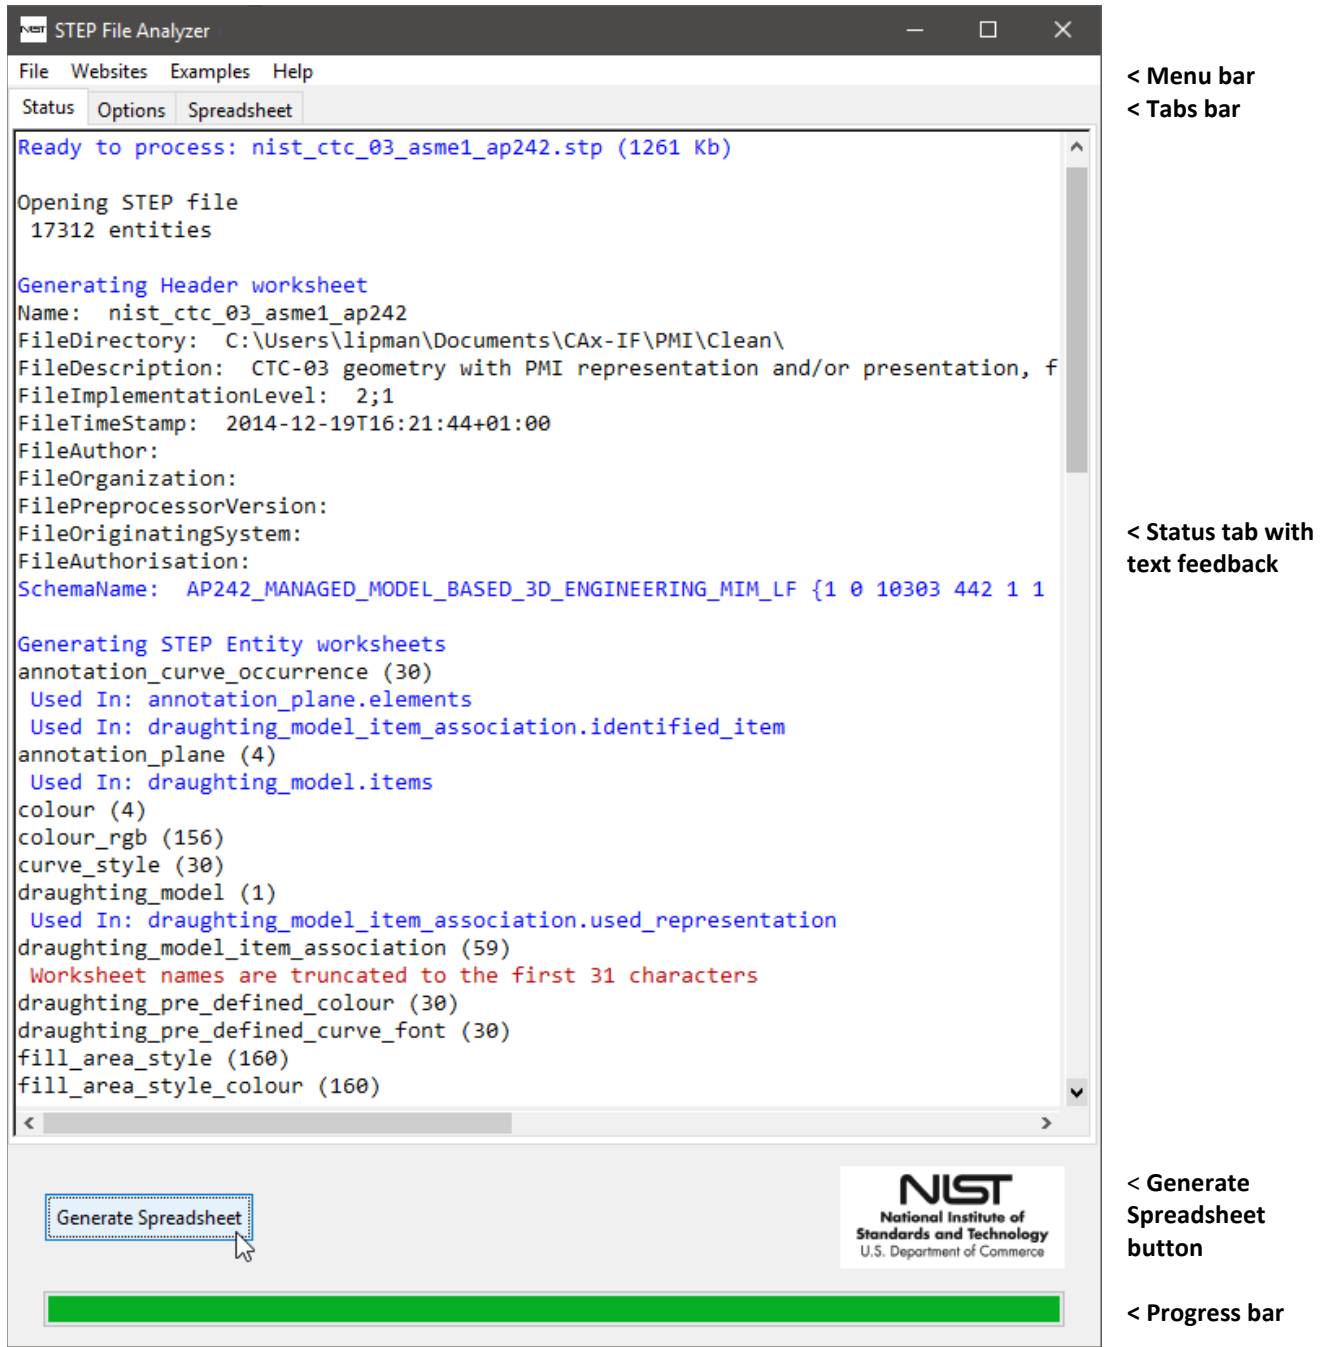 NIST STEP File Analyzer
File Websites Examples Help
< Menu bar
Status Options Spreadsheet
< Tabs bar
Ready to process: nist_ctc_03_asme1_ap242.stp (1261 Kb)
Opening STEP file
17312 entities
Generating Header worksheet
Name:  nist_ctc_03_asme1_ap242
FileDirectory:  C:\Users\lipman\Documents\CAx-IF\PMI\Clean\
FileDescription:  CTC-03 geometry with PMI representation and/or presentation, f
FileImplementationLevel:  2;1
FileTimeStamp:  2014-12-19T16:21:44+01:00
FileAuthor:
FileOrganization:
FilePreprocessorVersion:
FileOriginatingSystem:
FileAuthorisation:
< Status tab with
text feedback
SchemaName:  AP242_MANAGED_MODEL_BASED_3D_ENGINEERING_MIM_LF {1 0 10303 442 1 1
Generating STEP Entity worksheets
annotation_curve_occurrence (30)
Used In: annotation_plane.elements
Used In: draughting_model_item_association.identified_item
annotation_plane (4)
Used In: draughting_model.items
colour (4)
colour_rgb (156)
curve_style (30)
draughting_model (1)
Used In: draughting_model_item_association.used_representation
draughting_model_item_association (59)
Worksheet names are truncated to the first 31 characters
draughting_pre_defined_colour (30)
draughting_pre_defined_curve_font (30)
fill_area_style (160)
fill_area_style_colour (160)
Generate Spreadsheet
NIST
National Institute of
Standards and Technology
U.S. Department of Commerce
< Generate
Spreadsheet
button
< Progress bar